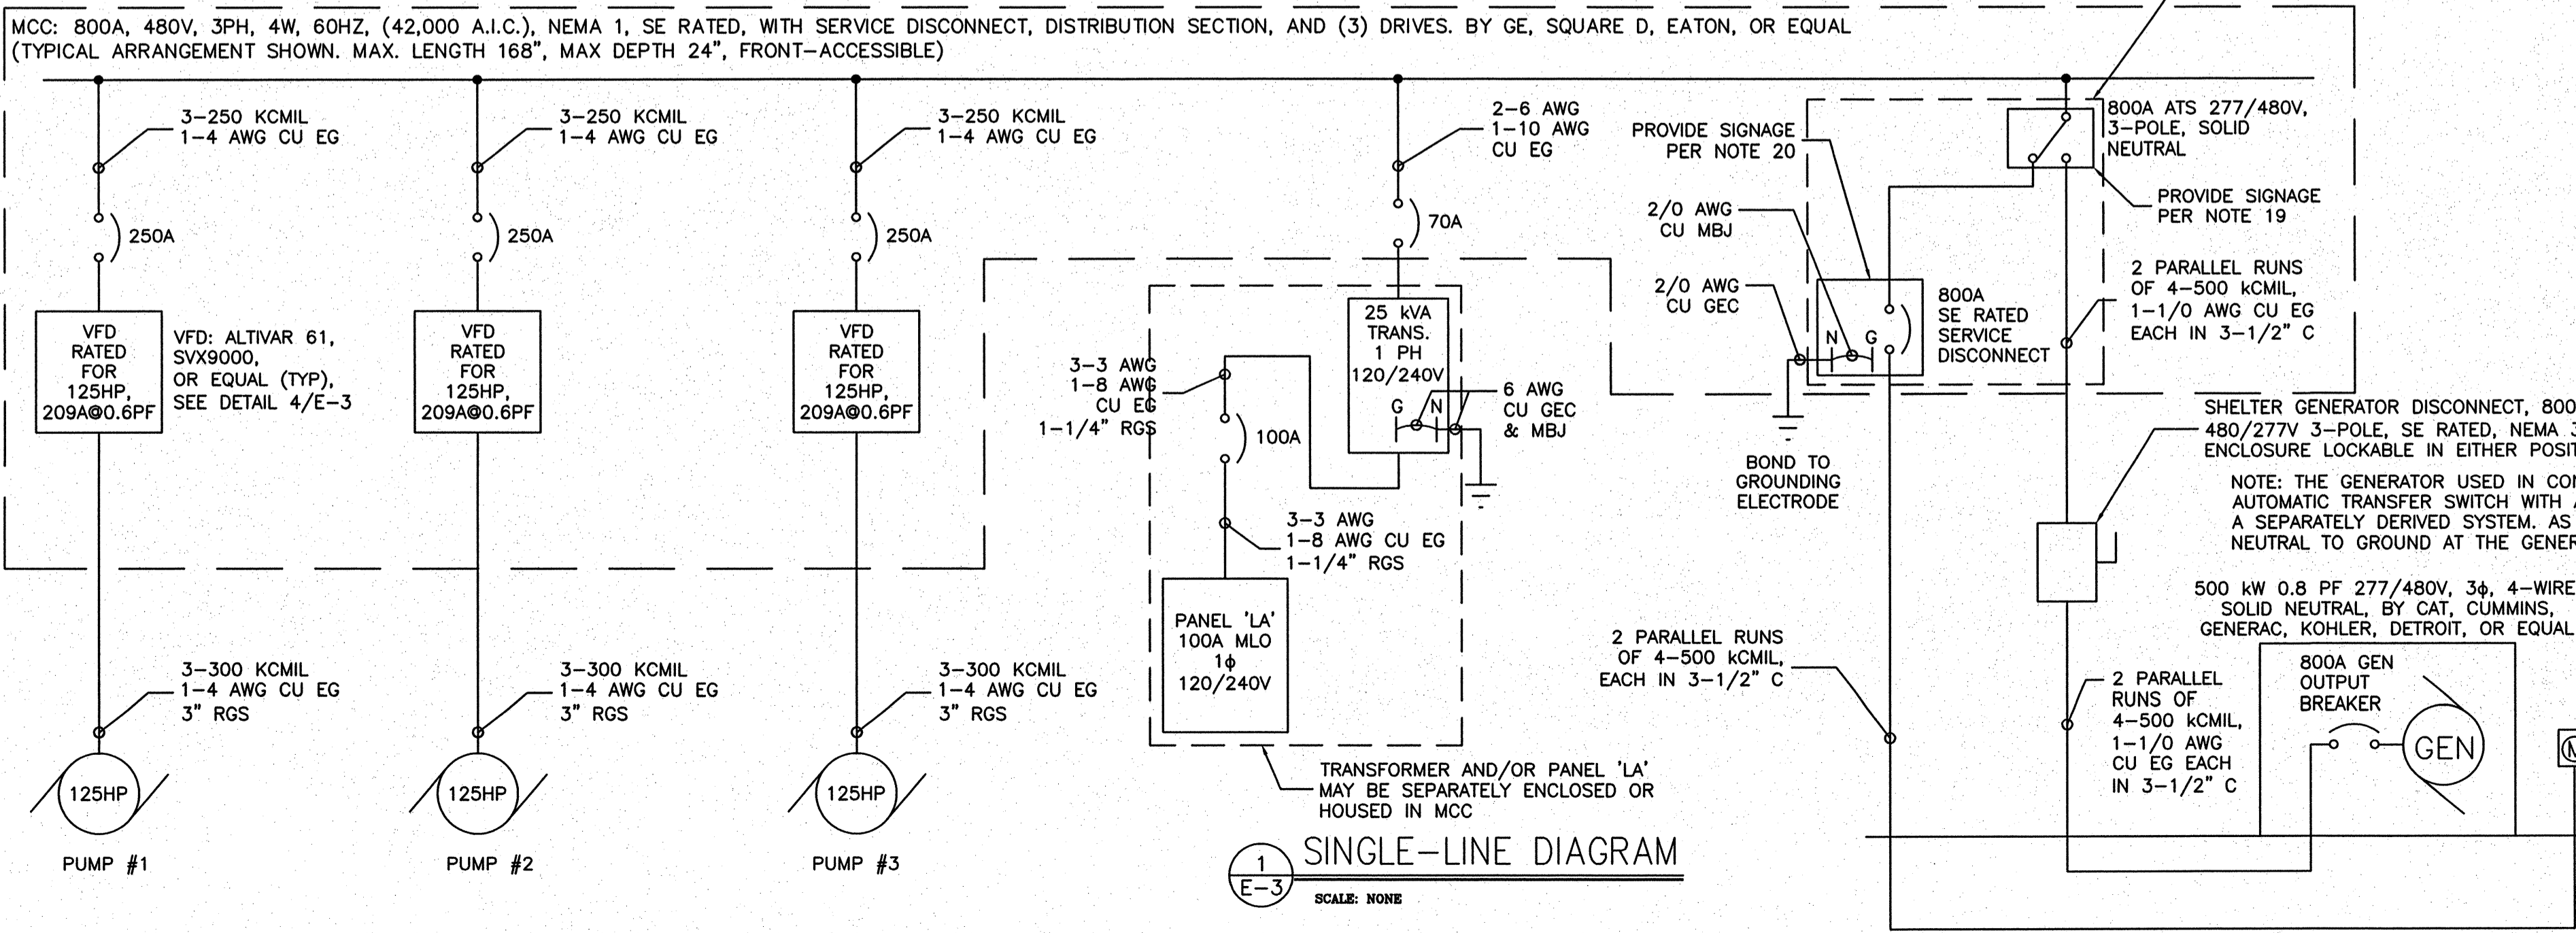 MCC: 800A, 480V, 3PH, 4W, 60HZ, (42,000 A.I.C.), NEMA 1, SE RATED, WITH SERVICE DISCONNECT, DISTRIBUTION SECTION, AND (3) DRIVES. BY GE, SQUARE D, EATON, OR EQUAL
(TYPICAL ARRANGEMENT SHOWN. MAX. LENGTH 168", MAX DEPTH 24", FRONT-ACCESSIBLE)
3-250 KCMIL
1-4 AWG CU EG
250A
VFD
RATED
FOR
125HP,
209A@0.6PF
VFD: ALTIVAR 61,
SVX9000,
OR EQUAL (TYP),
SEE DETAIL 4/E-3
3-300 KCMIL
1-4 AWG CU EG
3" RGS
125HP
PUMP #1
3-250 KCMIL
1-4 AWG CU EG
250A
VFD
RATED
FOR
125HP,
209A@0.6PF
3-300 KCMIL
1-4 AWG CU EG
3" RGS
125HP
PUMP #2
3-250 KCMIL
1-4 AWG CU EG
250A
VFD
RATED
FOR
125HP,
209A@0.6PF
3-300 KCMIL
1-4 AWG CU EG
3" RGS
125HP
PUMP #3
2-6 AWG
1-10 AWG
CU EG
70A
25 kVA
TRANS.
1 PH
120/240V
G N
6 AWG
CU GEC
& MBJ
3-3 AWG
1-8 AWG
CU EG
1-1/4" RGS
100A
3-3 AWG
1-8 AWG CU EG
1-1/4" RGS
PANEL 'LA'
100A MLO
1ϕ
120/240V
TRANSFORMER AND/OR PANEL 'LA'
MAY BE SEPARATELY ENCLOSED OR
HOUSED IN MCC
PROVIDE SIGNAGE
PER NOTE 20
2/0 AWG
CU MBJ
2/0 AWG
CU GEC
N G
800A
SE RATED
SERVICE
DISCONNECT
BOND TO
GROUNDING
ELECTRODE
800A ATS 277/480V,
3-POLE, SOLID
NEUTRAL
PROVIDE SIGNAGE
PER NOTE 19
2 PARALLEL RUNS
OF 4-500 kCMIL,
1-1/0 AWG CU EG
EACH IN 3-1/2" C
SHELTER GENERATOR DISCONNECT, 800
480/277V 3-POLE, SE RATED, NEMA 3
ENCLOSURE LOCKABLE IN EITHER POSIT
NOTE: THE GENERATOR USED IN CON
AUTOMATIC TRANSFER SWITCH WITH A
A SEPARATELY DERIVED SYSTEM. AS
NEUTRAL TO GROUND AT THE GENER
500 kW 0.8 PF 277/480V, 3ϕ, 4-WIRE
SOLID NEUTRAL, BY CAT, CUMMINS,
GENERAC, KOHLER, DETROIT, OR EQUAL
2 PARALLEL RUNS
OF 4-500 kCMIL,
EACH IN 3-1/2" C
2 PARALLEL
RUNS OF
4-500 kCMIL,
1-1/0 AWG
CU EG EACH
IN 3-1/2" C
800A GEN
OUTPUT
BREAKER
GEN
M
1
E-3
SINGLE-LINE DIAGRAM
SCALE: NONE